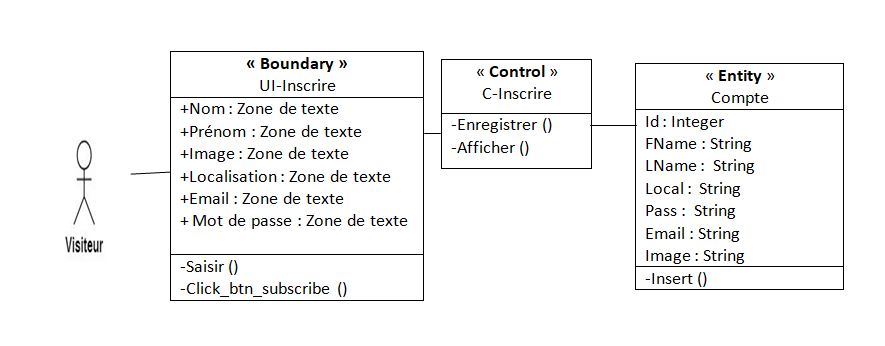 « Boundary »
UI-Inscrire
+Nom : Zone de texte
+Prénom : Zone de texte
+Image : Zone de texte
+Localisation : Zone de texte
+Email : Zone de texte
+ Mot de passe : Zone de texte
-Saisir ()
-Click_btn_subscribe ()
« Control »
C-Inscrire
-Enregistrer ()
-Afficher ()
« Entity »
Compte
Id : Integer
FName : String
LName : String
Local : String
Pass : String
Email : String
Image : String
-Insert ()
Visiteur